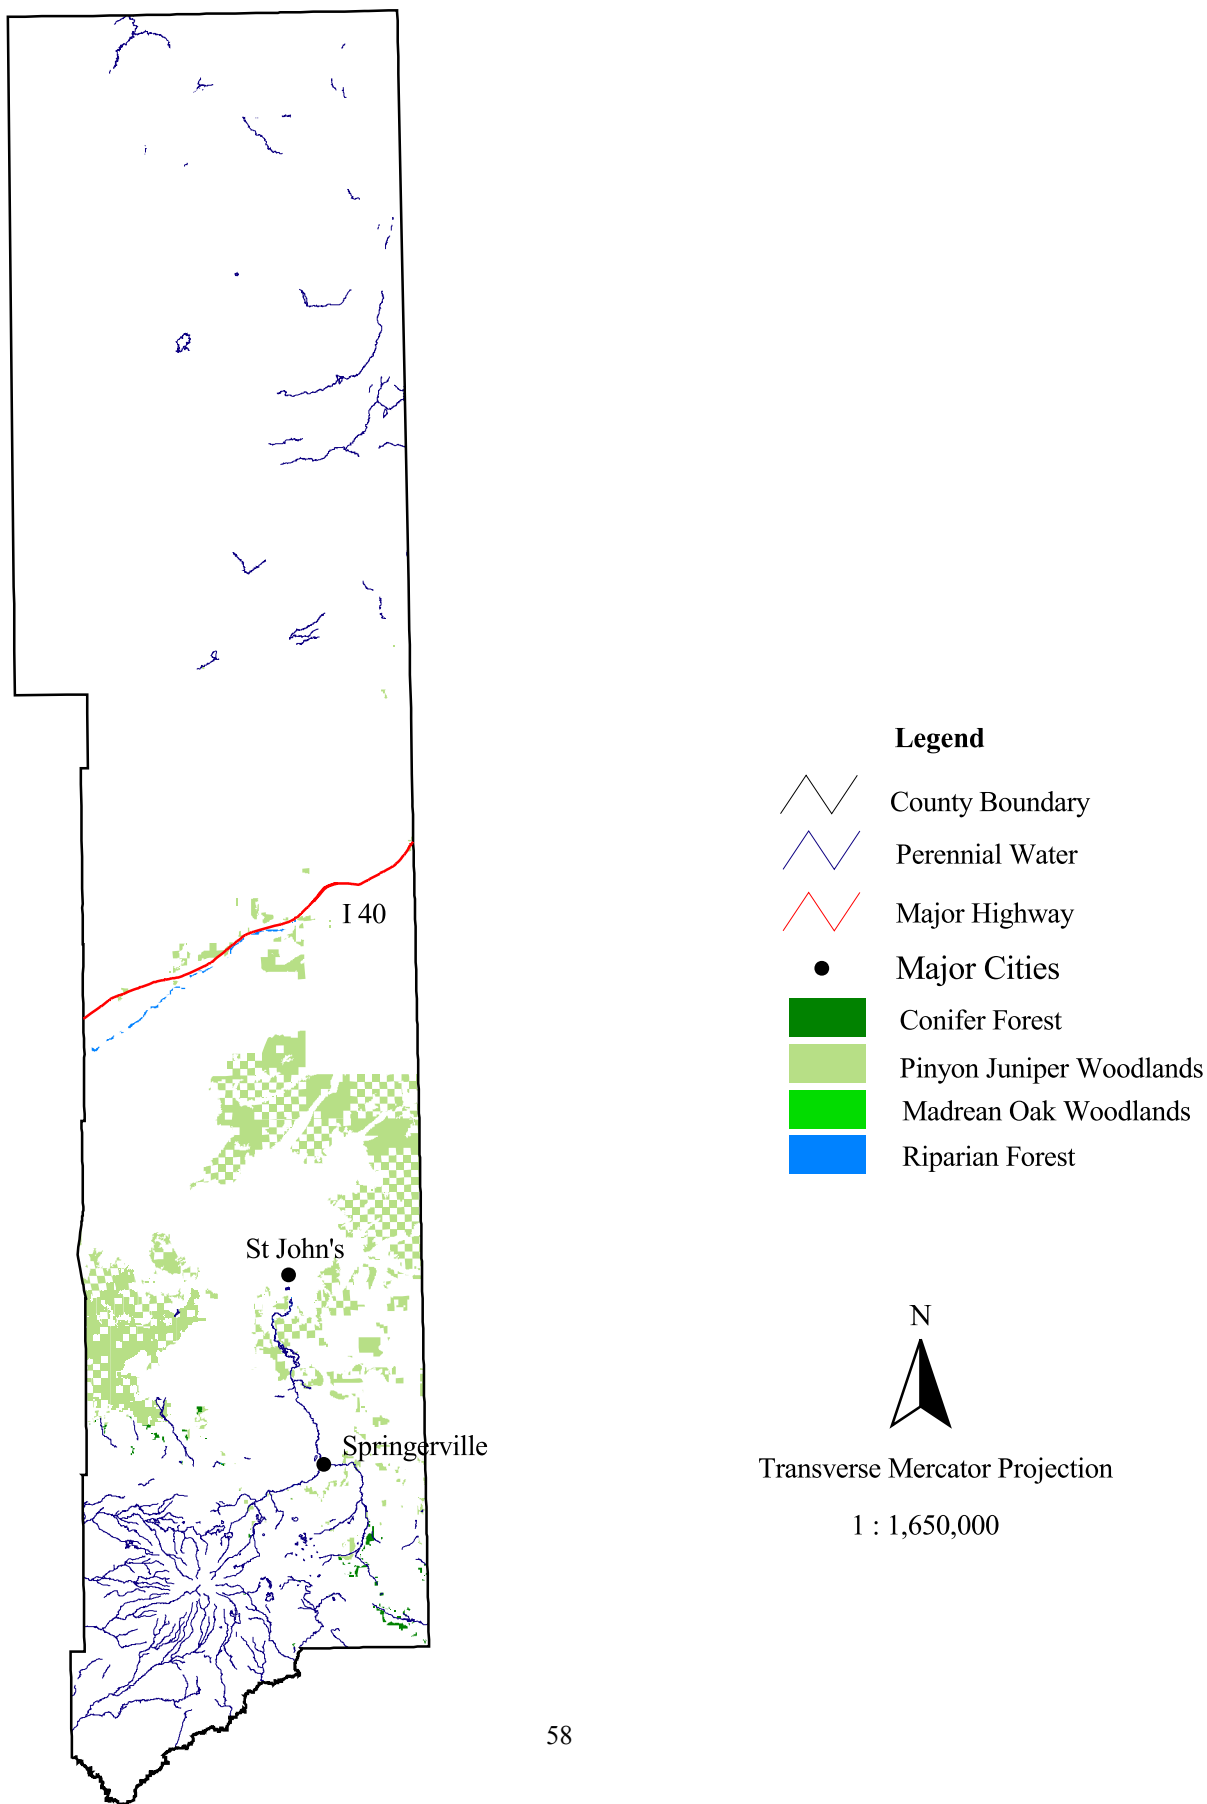 Legend
County Boundary
Perennial Water
Major Highway
I 40
Major Cities
Conifer Forest
Pinyon Juniper Woodlands
Madrean Oak Woodlands
Riparian Forest
St John's
N
Springerville
Transverse Mercator Projection
1 : 1,650,000
58